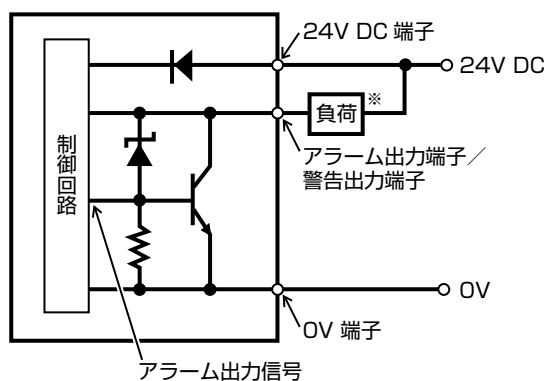 24V DC 端子
24V DC
負荷
※
アラーム出力端子／
警告出力端子
制御回路
0V
0V 端子
アラーム出力信号